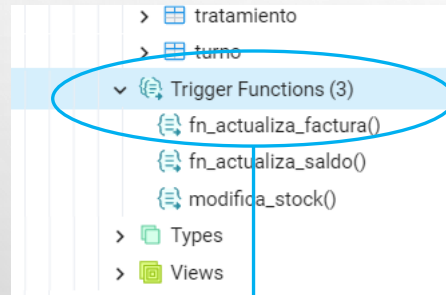 tratamiento
turno
Trigger Functions (3)
fn_actualiza_factura()
fn_actualiza_saldo()
modifica_stock()
Types
Views